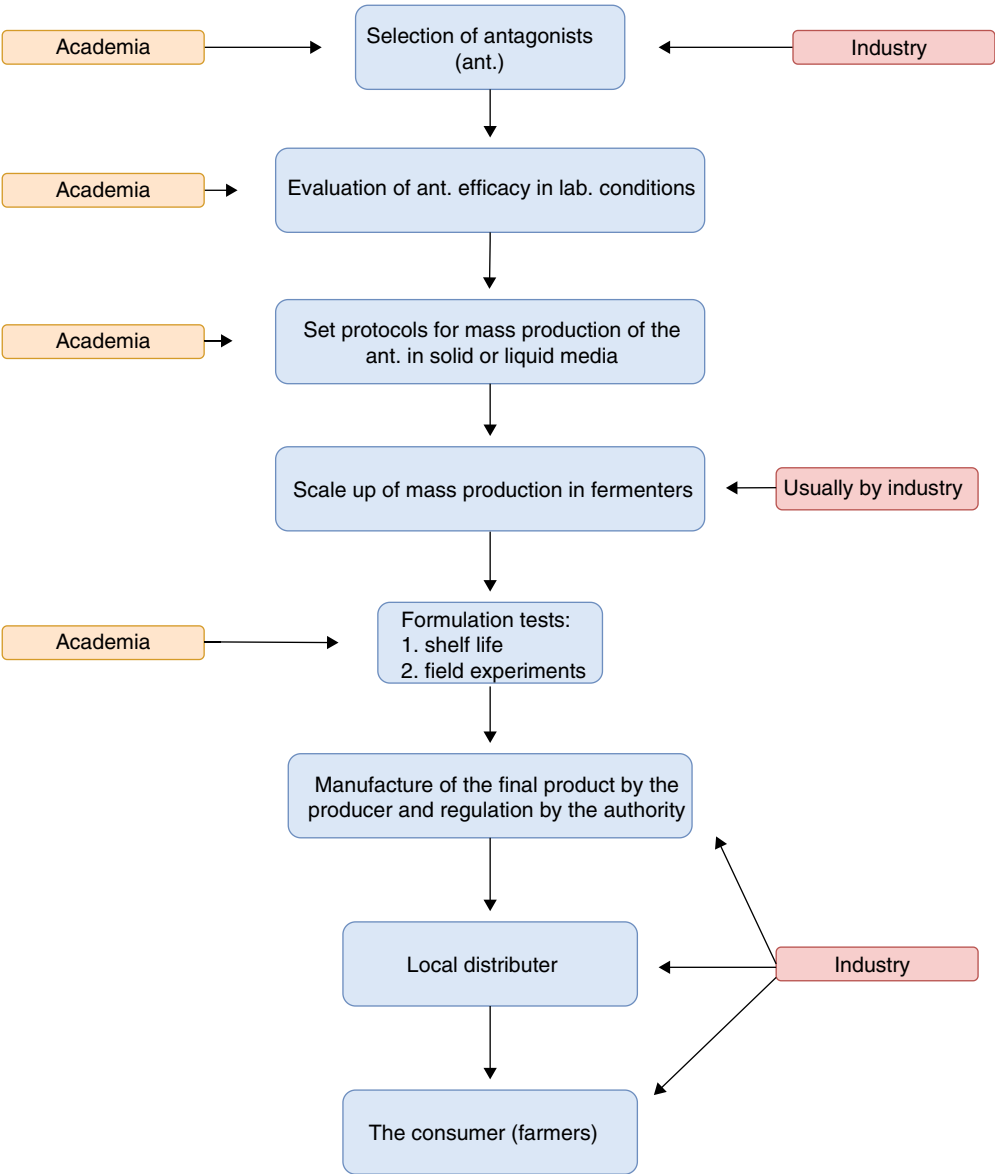 Academia
Selection of antagonists
(ant.)
Industry
Academia
Evaluation of ant. efficacy in lab. conditions
Academia
Set protocols for mass production of the
ant. in solid or liquid media
Scale up of mass production in fermenters
Usually by industry
Academia
Formulation tests:
1. shelf life
2. field experiments
Manufacture of the final product by the
producer and regulation by the authority
Local distributer
Industry
The consumer (farmers)